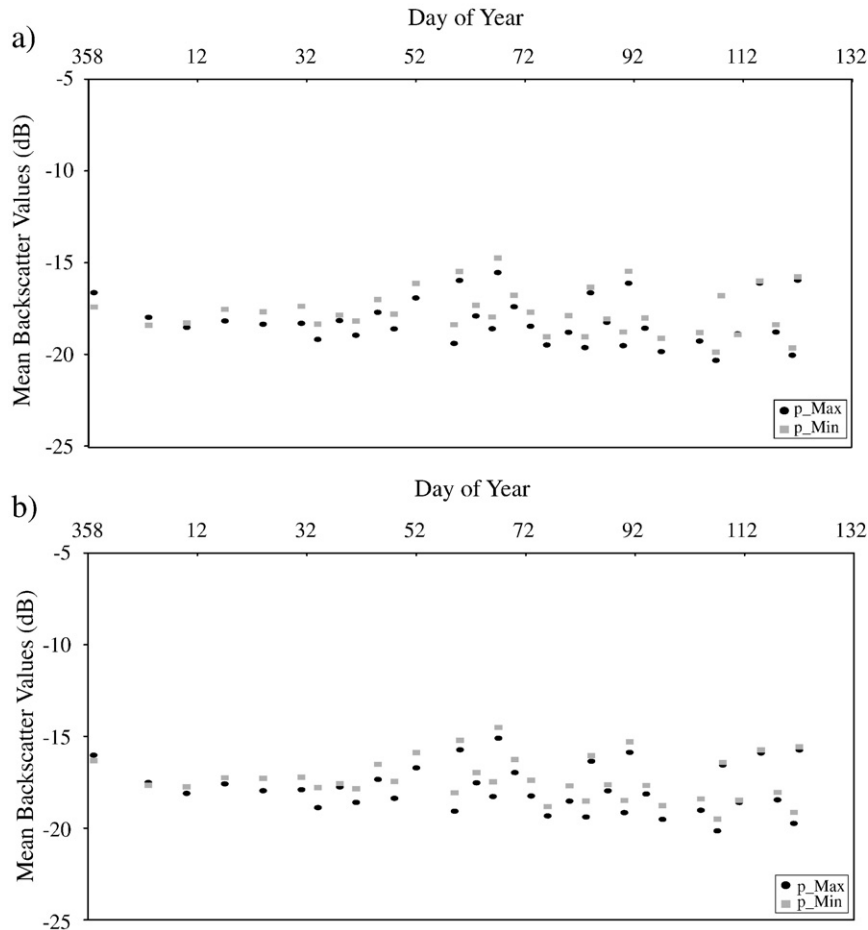 Day of Year
a)
358 12 32 52 72 92 112 132
-5
-10
-15
-20
-25
Mean Backscatter Values (dB)
p_Max
p_Min
Day of Year
b)
358 12 32 52 72 92 112 132
-5
-10
-15
-20
-25
Mean Backscatter Values (dB)
p_Max
p_Min